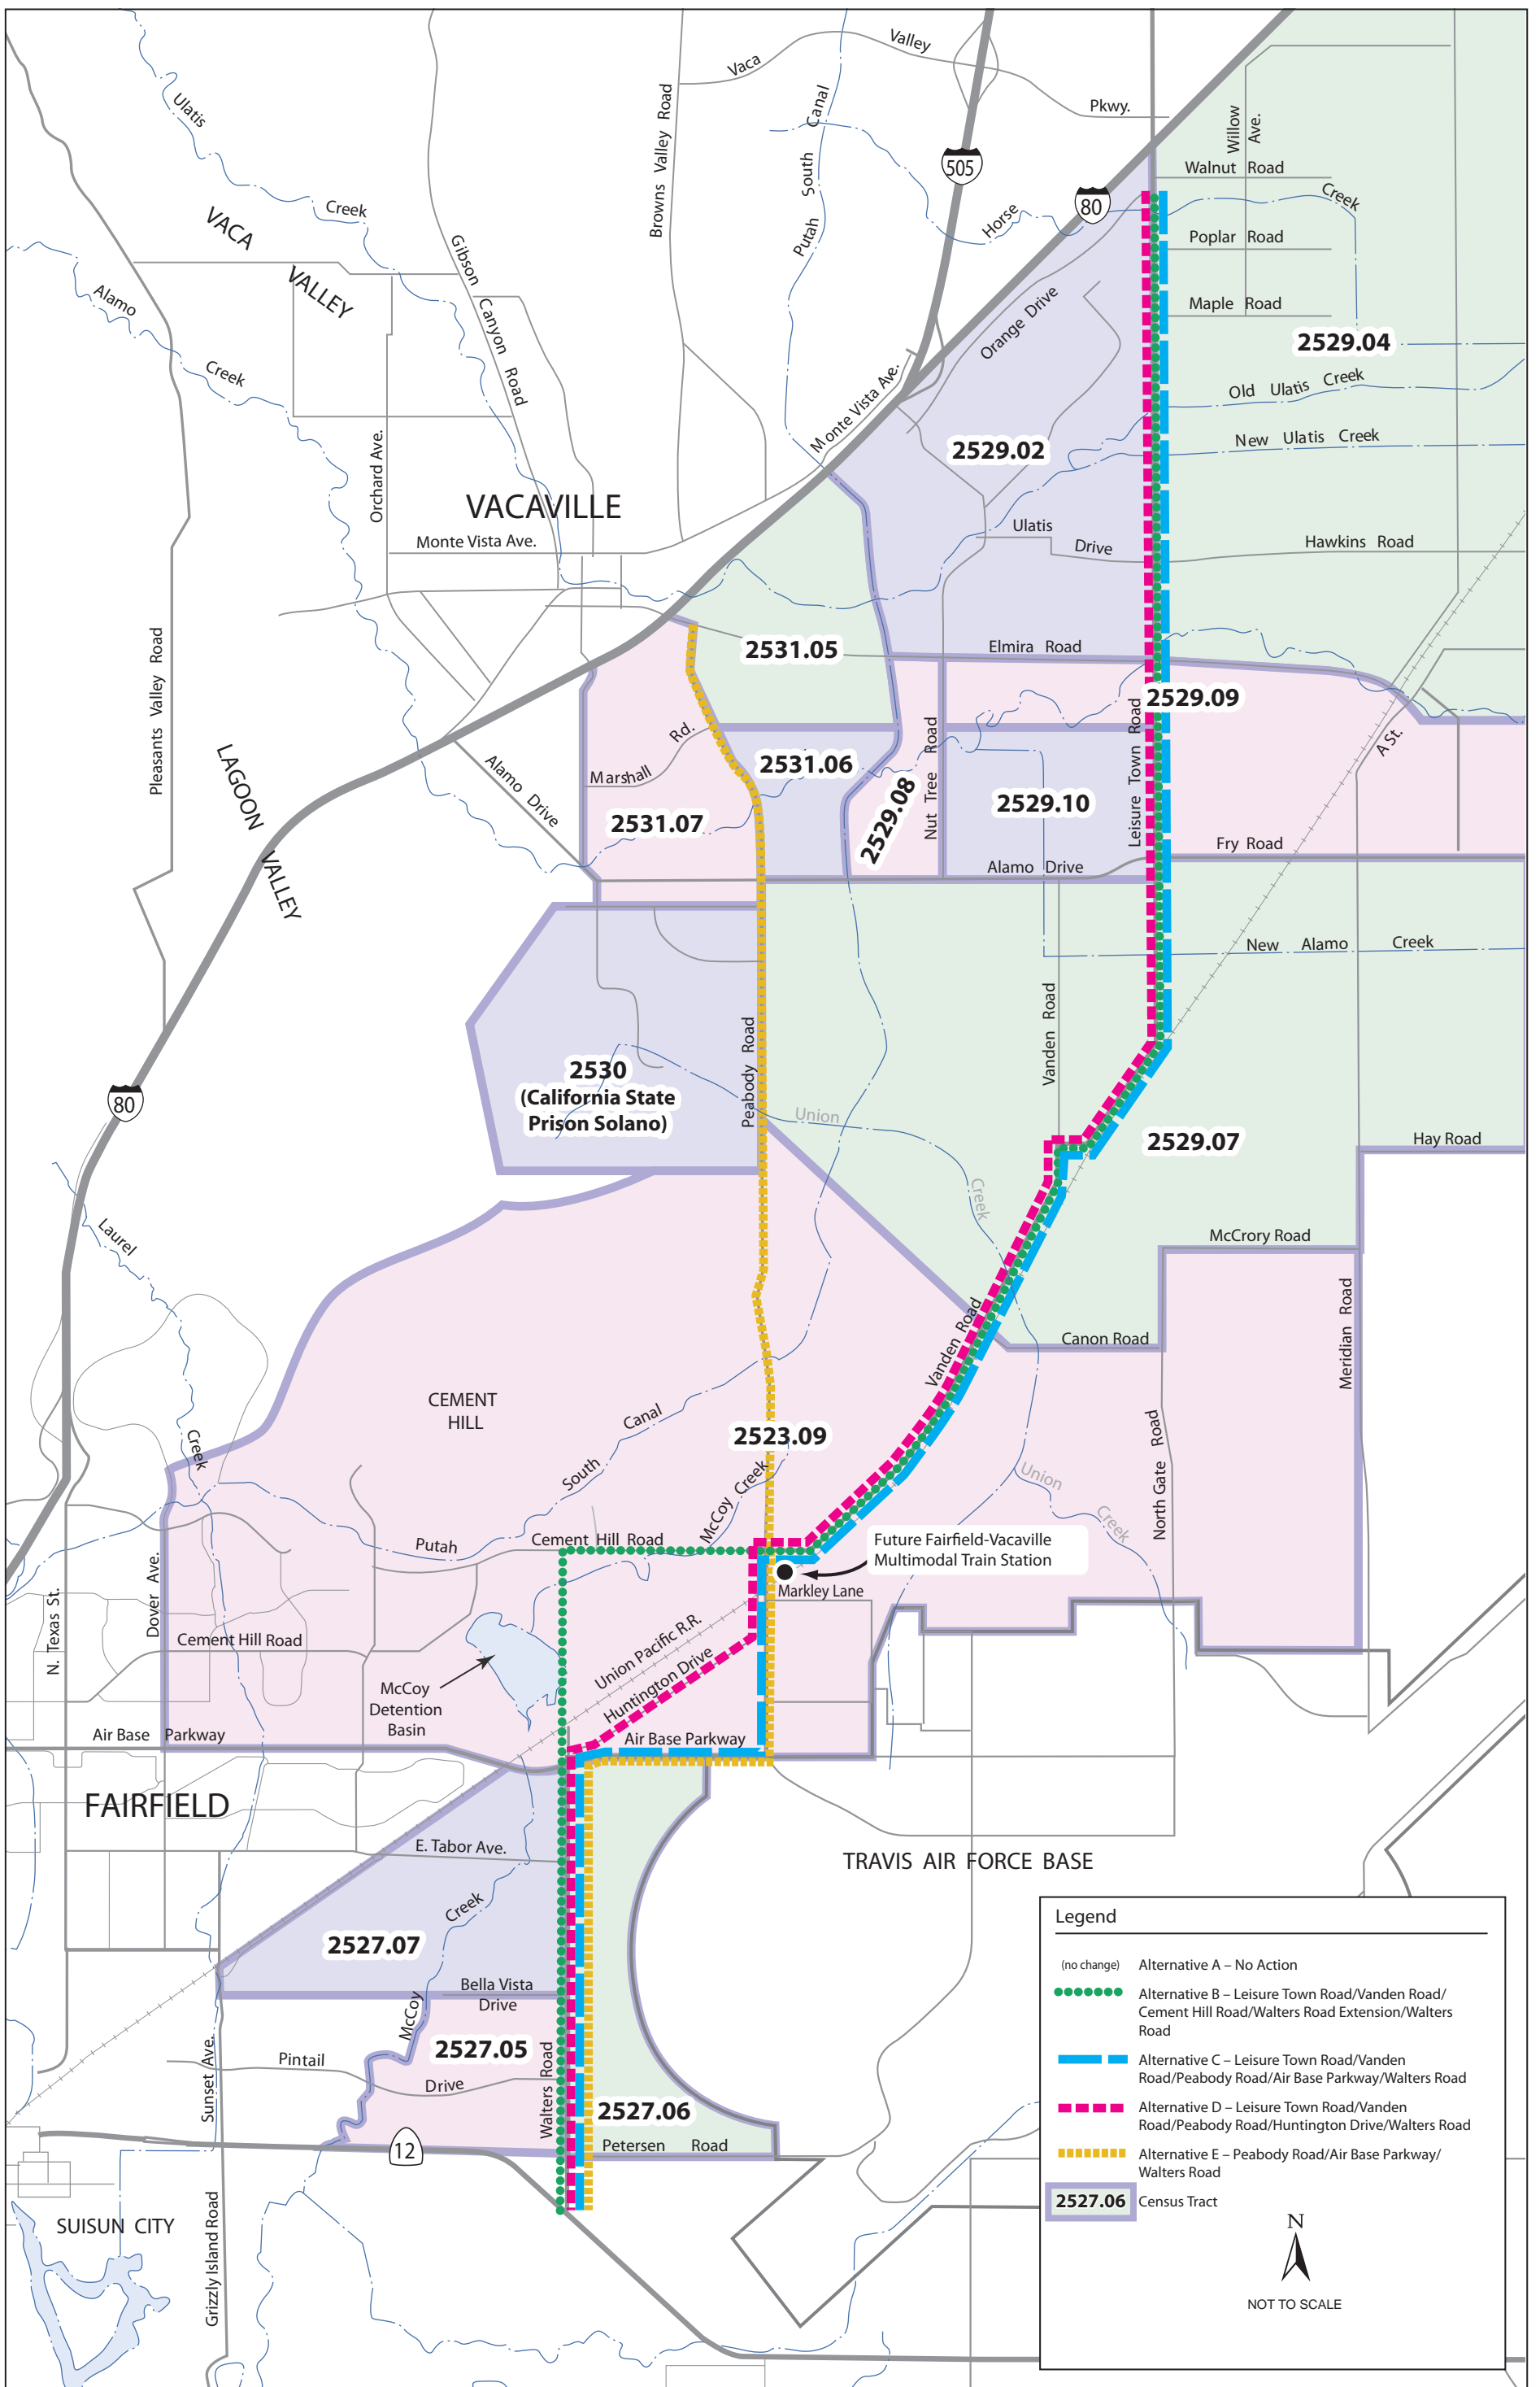 Vaca
Valley
Pkwy.
Ulatis
Creek
VACA
VALLEY
Alamo
Creek
Gibson Canyon Road
Browns Valley Road
Putah South Canal
505
80
Horse
Creek
Willow
Ave.
Walnut Road
Poplar Road
Maple Road
2529.04
Orange Drive
Old Ulatis Creek
New Ulatis Creek
Monte Vista Ave.
2529.02
Orchard Ave.
VACAVILLE
Monte Vista Ave.
Ulatis
Drive
Hawkins Road
Pleasants Valley Road
2531.05
Elmira Road
2529.09
Rd.
Marshall
2531.06
2531.07
2529.08
Nut Tree Road
2529.10
Leisure Town Road
A St.
LAGOON
VALLEY
Alamo Drive
Alamo Drive
Fry Road
New Alamo Creek
Vanden Road
Peabody Road
2530
(California State
Prison Solano)
80
Union
Creek
2529.07
Hay Road
McCrory Road
Laurel
Creek
Vanden Road
Canon Road
Meridian Road
CEMENT
HILL
2523.09
South
Canal
McCoy Creek
North Gate Road
Union
Creek
Putah
Cement Hill Road
Future Fairfield-Vacaville
Multimodal Train Station
Markley Lane
N. Texas St.
Dover Ave.
Cement Hill Road
Union Pacific R.R.
Huntington Drive
McCoy
Detention
Basin
Air Base Parkway
Air Base Parkway
FAIRFIELD
E. Tabor Ave.
TRAVIS AIR FORCE BASE
Creek
2527.07
Bella Vista
Drive
McCoy
2527.05
Pintail
Drive
Sunset Ave.
Walters Road
2527.06
Petersen Road
12
SUISUN CITY
Grizzly Island Road
Legend
(no change) Alternative A – No Action
Alternative B – Leisure Town Road/Vanden Road/
Cement Hill Road/Walters Road Extension/Walters
Road
Alternative C – Leisure Town Road/Vanden
Road/Peabody Road/Air Base Parkway/Walters Road
Alternative D – Leisure Town Road/Vanden
Road/Peabody Road/Huntington Drive/Walters Road
Alternative E – Peabody Road/Air Base Parkway/
Walters Road
2527.06 Census Tract
N
NOT TO SCALE